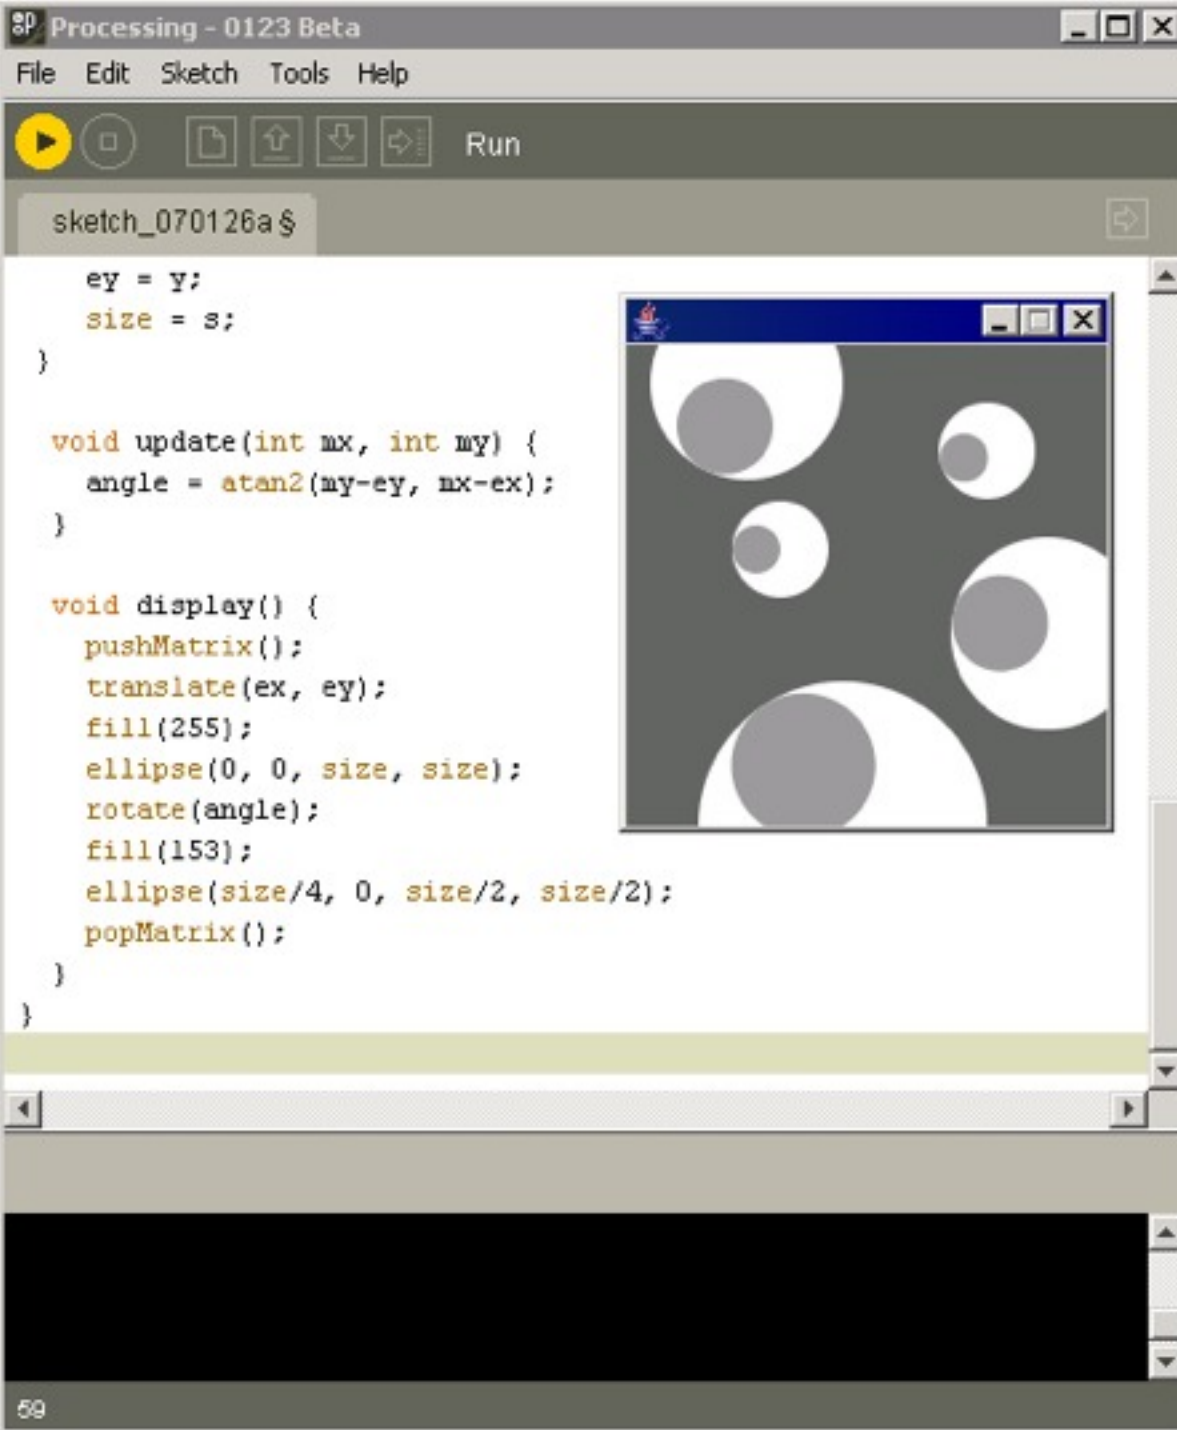 Processing - 0123 Beta
File Edit Sketch Tools Help
Run
sketch_070126a §
ey = y;
size = s;
}
void update(int mx, int my) {
angle = atan2(my-ey, mx-ex);
}
void display() {
pushMatrix();
translate(ex, ey);
fill(255);
ellipse(0, 0, size, size);
rotate(angle);
fill(153);
ellipse(size/4, 0, size/2, size/2);
popMatrix();
}
}
59